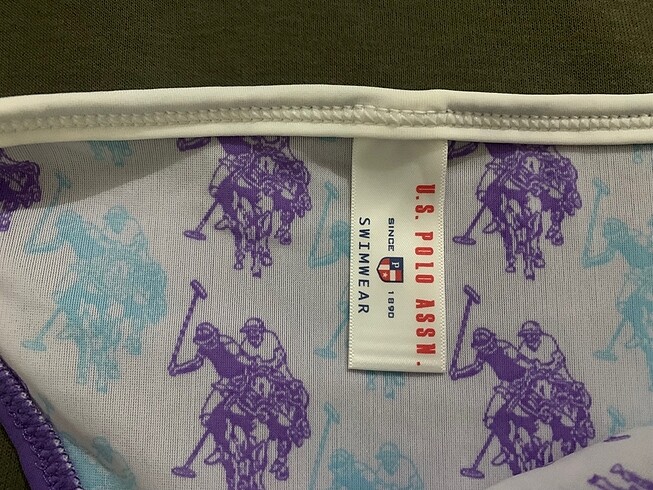 U.S. POLO ASSN.
SINCE P 1890
SWIMWEAR